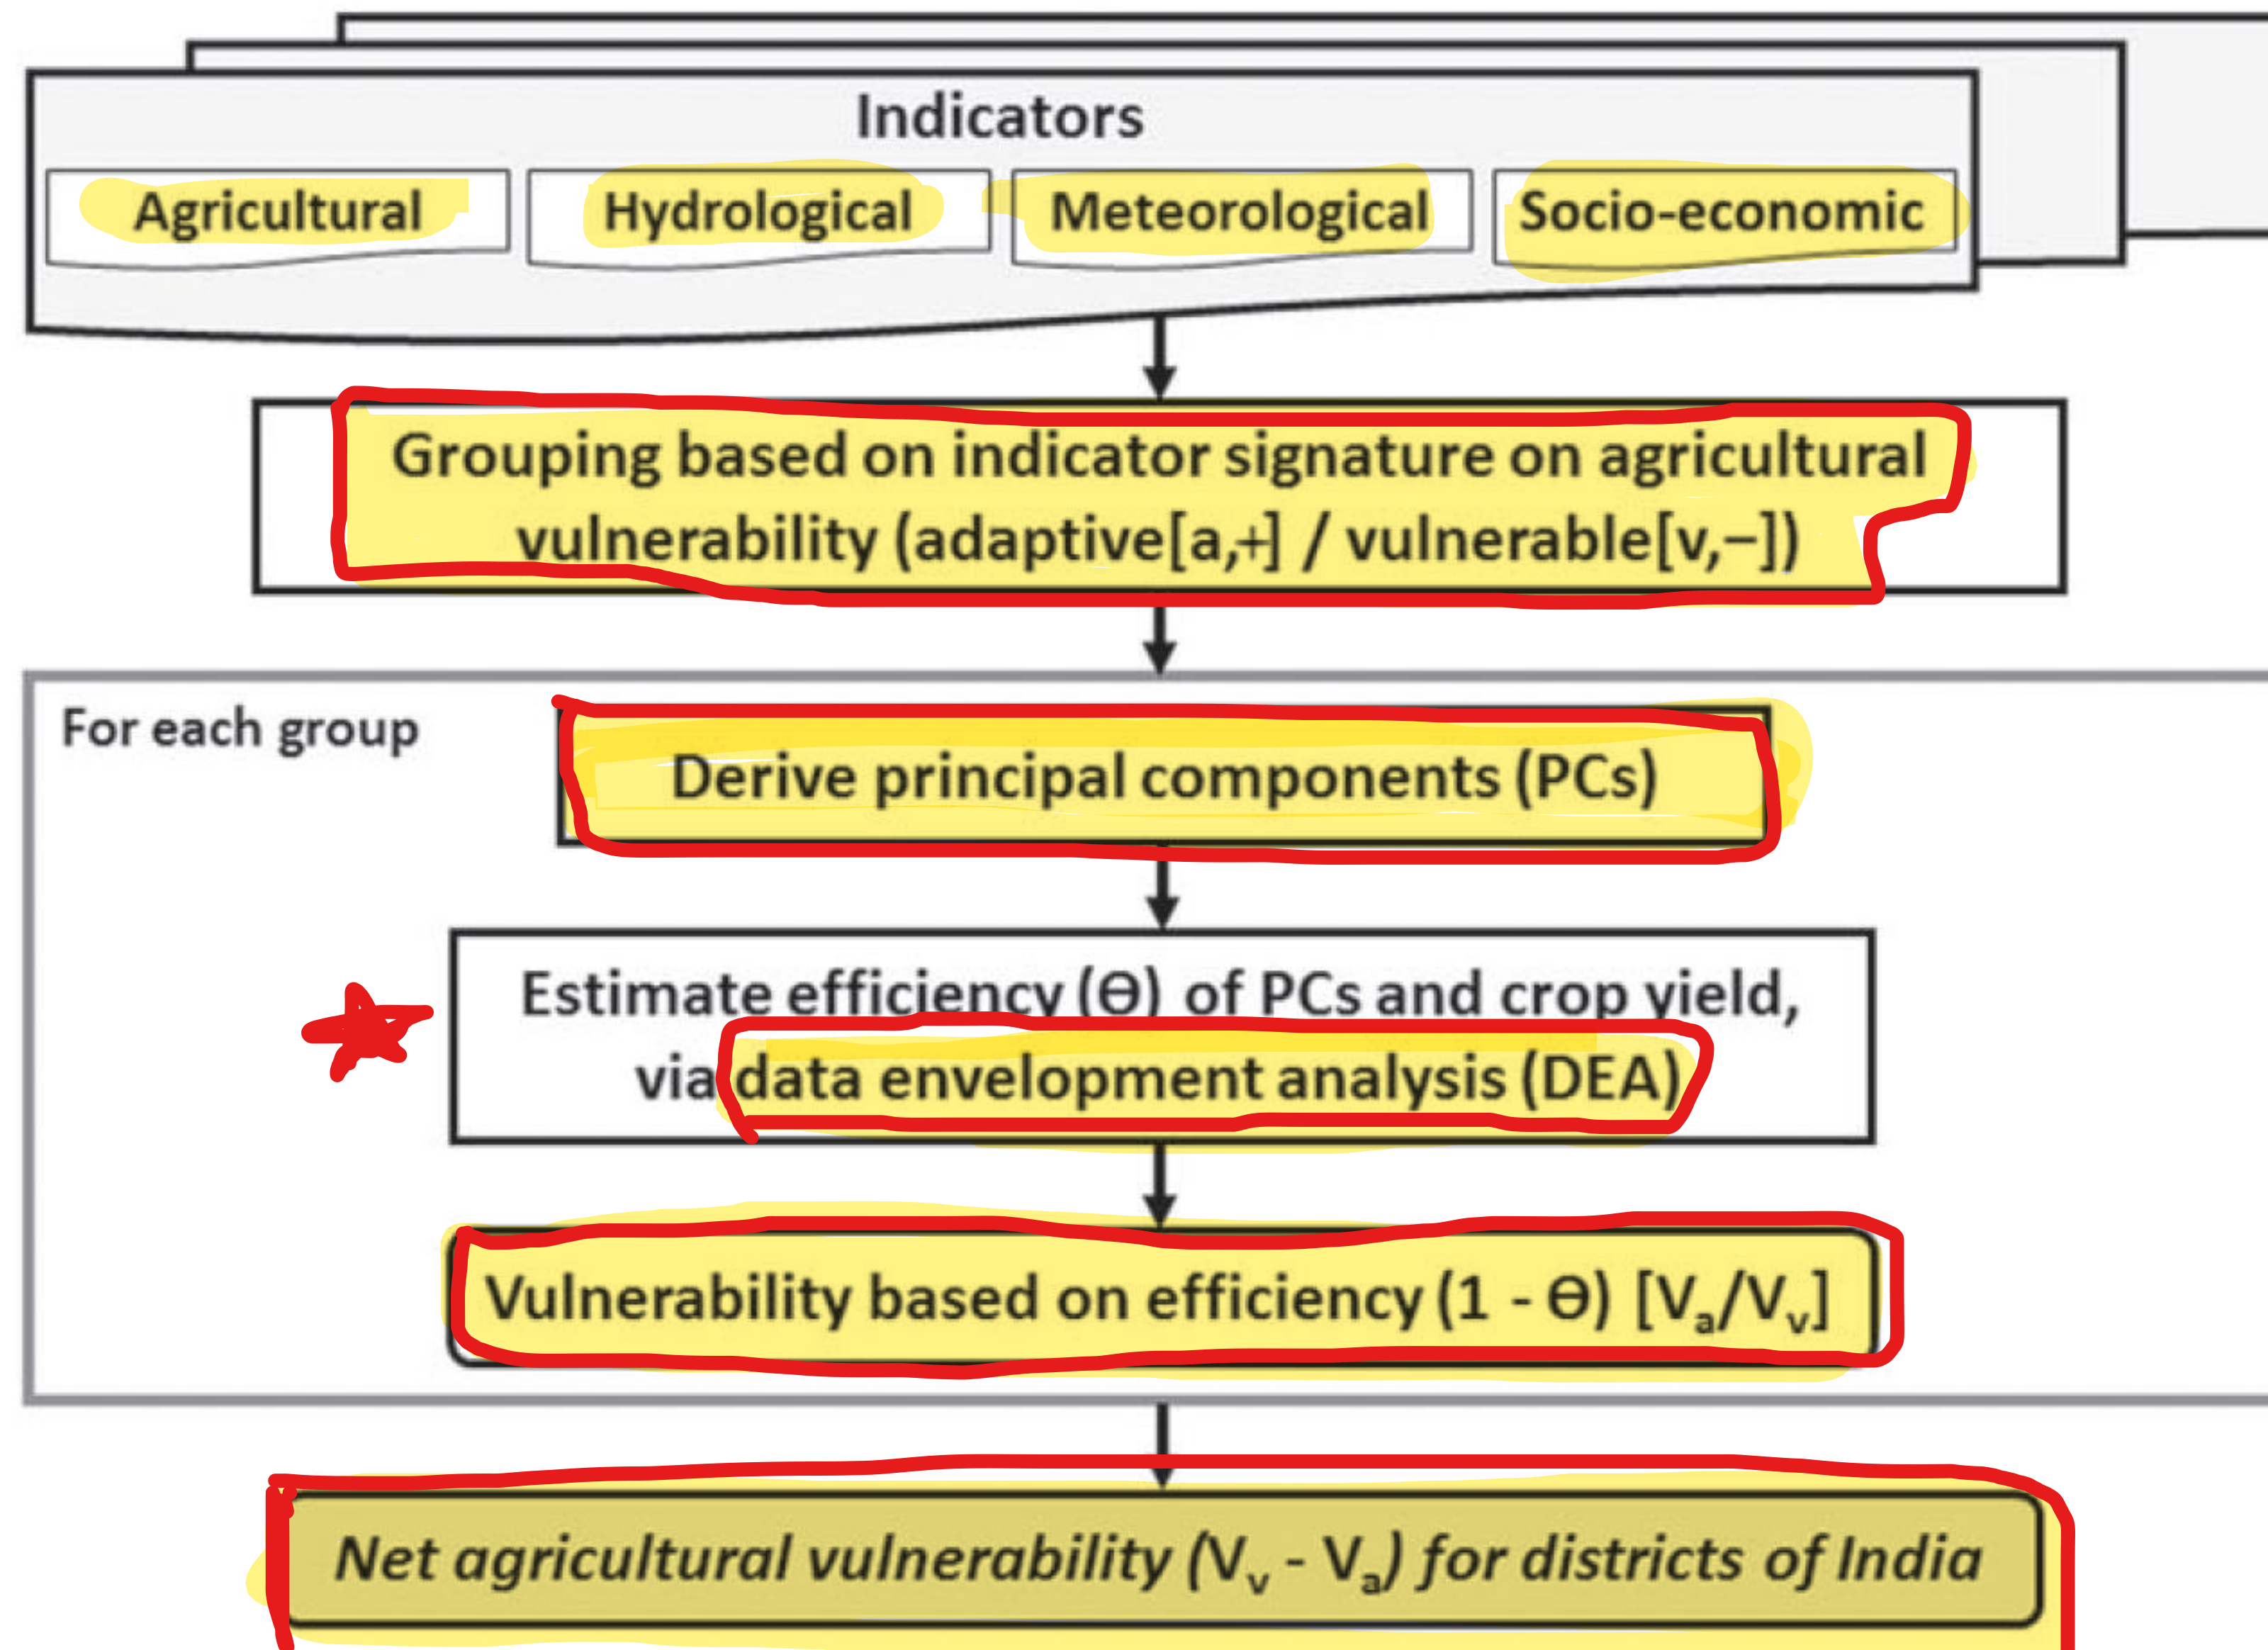 Indicators
Agricultural
Hydrological
Meteorological
Socio-economic
Grouping based on indicator signature on agricultural
vulnerability (adaptive[a,+] / vulnerable[v,−])
For each group
Derive principal components (PCs)
Estimate efficiency (ϴ) of PCs and crop yield,
via data envelopment analysis (DEA)
Vulnerability based on efficiency (1 - ϴ) [Va/Vv]
Net agricultural vulnerability (Vv - Va) for districts of India